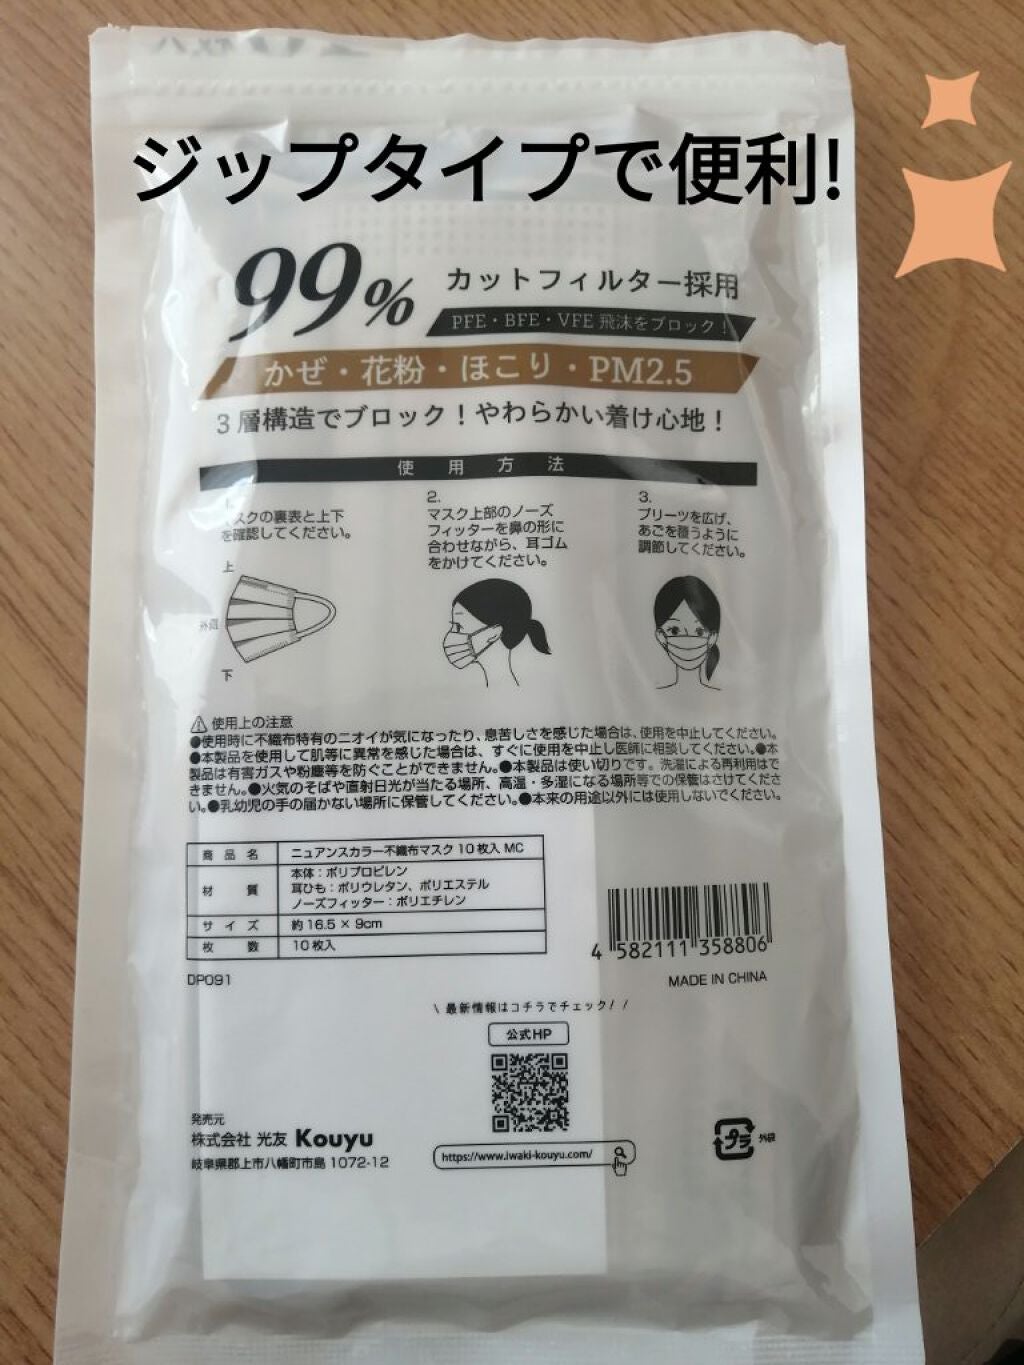 ジップタイプで便利!
99%
カットフィルター採用
PFE・BFE・VFE 飛沫をブロック！
かぜ・花粉・ほこり・PM2.5
3層構造でブロック！やわらかい着け心地！
使用方法
1.
マスクの裏表と上下
を確認してください。
上
下
2.
マスク上部のノーズ
フィッターを鼻の形に
合わせながら、耳ゴム
をかけてください。
3.
プリーツを広げ、
あごを覆うように
調節してください。
使用上の注意
●使用時に不織布特有のニオイが気になったり、息苦しさを感じた場合は、使用を中止してください。
●本製品を使用して肌等に異常を感じた場合は、すぐに使用を中止し医師に相談してください。●本
製品は有害ガスや粉塵等を防ぐことができません。●本製品は使い切りです。洗濯による再利用はで
きません。●火気のそばや直射日光が当たる場所、高温・多湿になる場所等での保管はさけてくださ
い。●乳幼児の手の届かない場所に保管してください。●本来の用途以外には使用しないでください。
商品名 ニュアンスカラー不織布マスク 10枚入 MC
材質 本体：ポリプロピレン
耳ひも：ポリウレタン、ポリエステル
ノーズフィッター：ポリエチレン
サイズ 約16.5×9cm
枚数 10枚入
DP091
4 582111 358806
MADE IN CHINA
\ 最新情報はコチラでチェック! /
公式HP
https://www.iwaki-kouyu.com/
発売元
株式会社 光友 Kouyu
岐阜県郡上市八幡町市島 1072-12
プラ 外袋